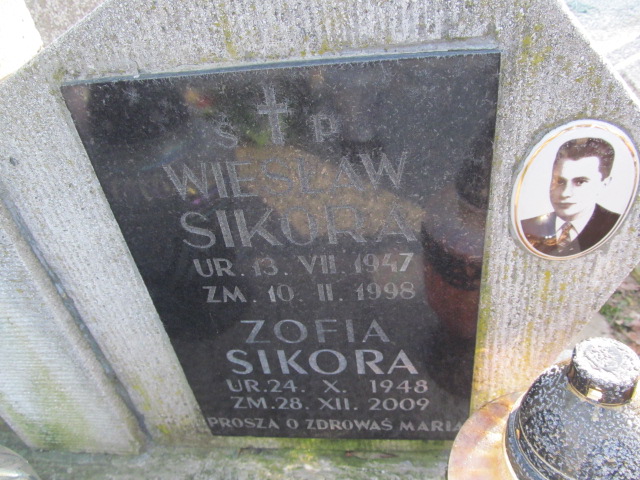 Ś P
WIESŁAW
SIKORA
UR. 13. VII. 1947
ZM. 10. II. 1998
ZOFIA
SIKORA
UR. 24. X. 1948
ZM. 28. XII. 2009
PROSZĄ O ZDROWAŚ MARIA